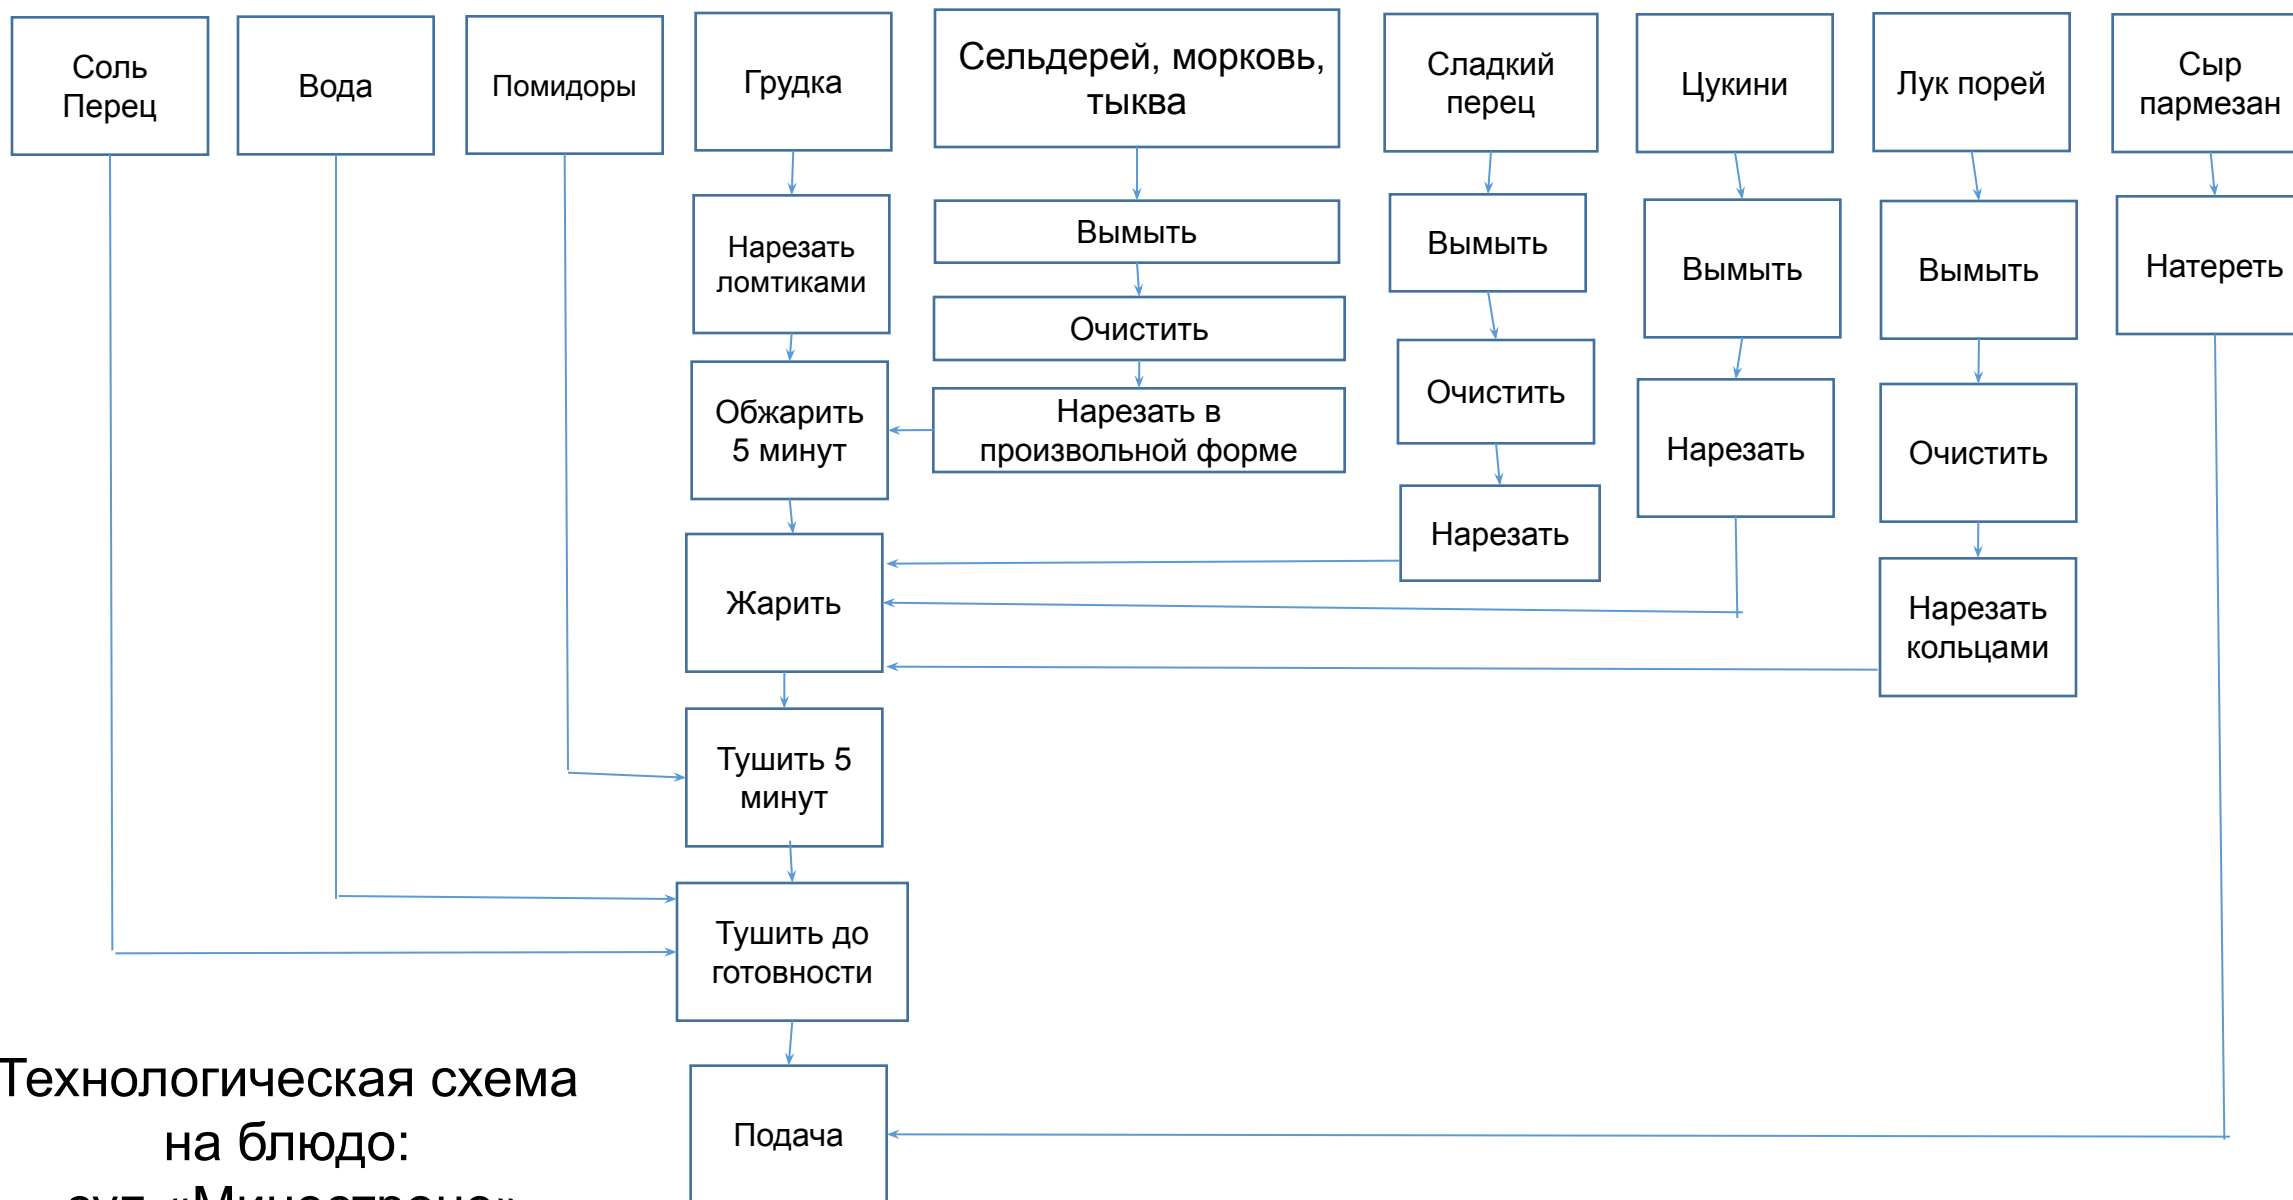 Соль
Перец
Вода
Помидоры
Грудка
Сельдерей, морковь,
тыква
Сладкий
перец
Цукини
Лук порей
Сыр
пармезан
Нарезать
ломтиками
Вымыть
Вымыть
Вымыть
Вымыть
Натереть
Очистить
Обжарить
5 минут
Нарезать в
произвольной форме
Очистить
Нарезать
Очистить
Нарезать
Жарить
Нарезать
кольцами
Тушить 5
минут
Тушить до
готовности
Подача
Технологическая схема
на блюдо:
суп «Минестроне»